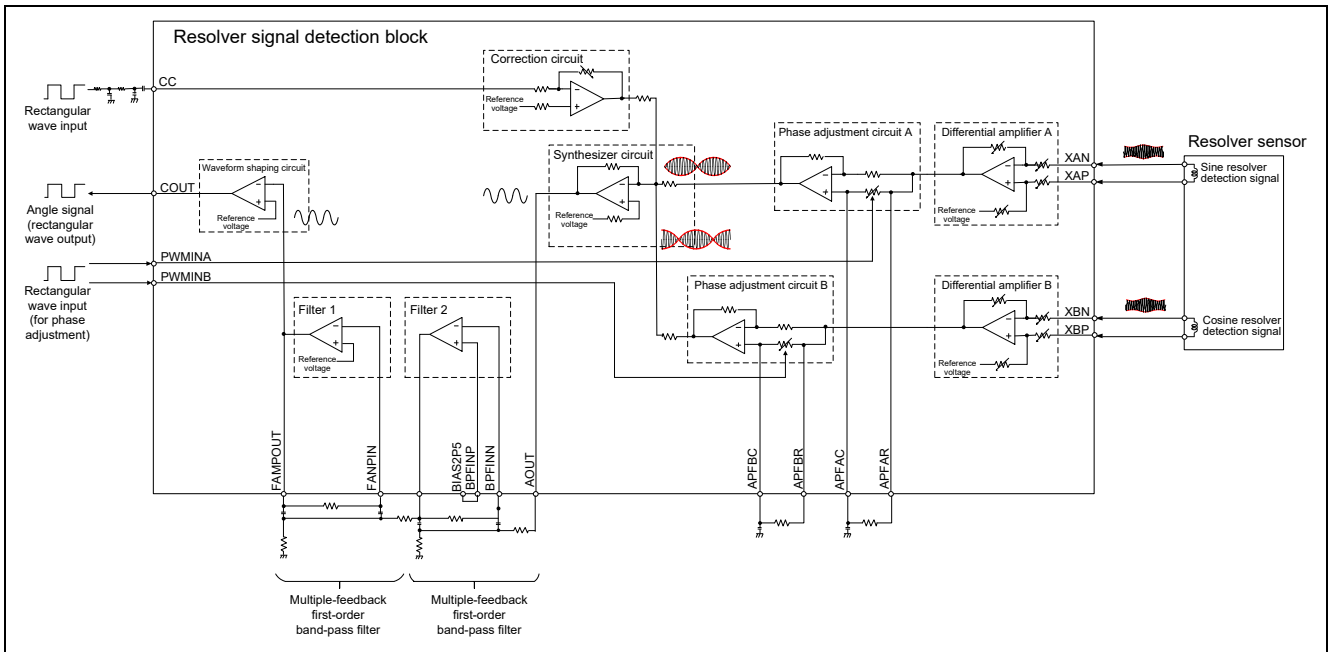 Resolver signal detection block
Correction circuit
CC
Reference
voltage
Rectangular
wave input
Phase adjustment circuit A
Differential amplifier A
Resolver sensor
Waveform shaping circuit
Synthesizer circuit
XAN
XAP
Sine resolver
detection signal
COUT
Reference
voltage
Reference
voltage
Reference
voltage
Angle signal
(rectangular
wave output)
PWMINA
PWMINB
Rectangular
wave input
(for phase
adjustment)
Phase adjustment circuit B
Differential amplifier B
Filter 1
Filter 2
XBN
XBP
Cosine resolver
detection signal
Reference
voltage
Reference
voltage
FAMPOUT
FANPIN
BIAS2P5
BPFINP
BPFINN
AOUT
APFBC
APFBR
APFAC
APFAR
Multiple-feedback
first-order
band-pass filter
Multiple-feedback
first-order
band-pass filter